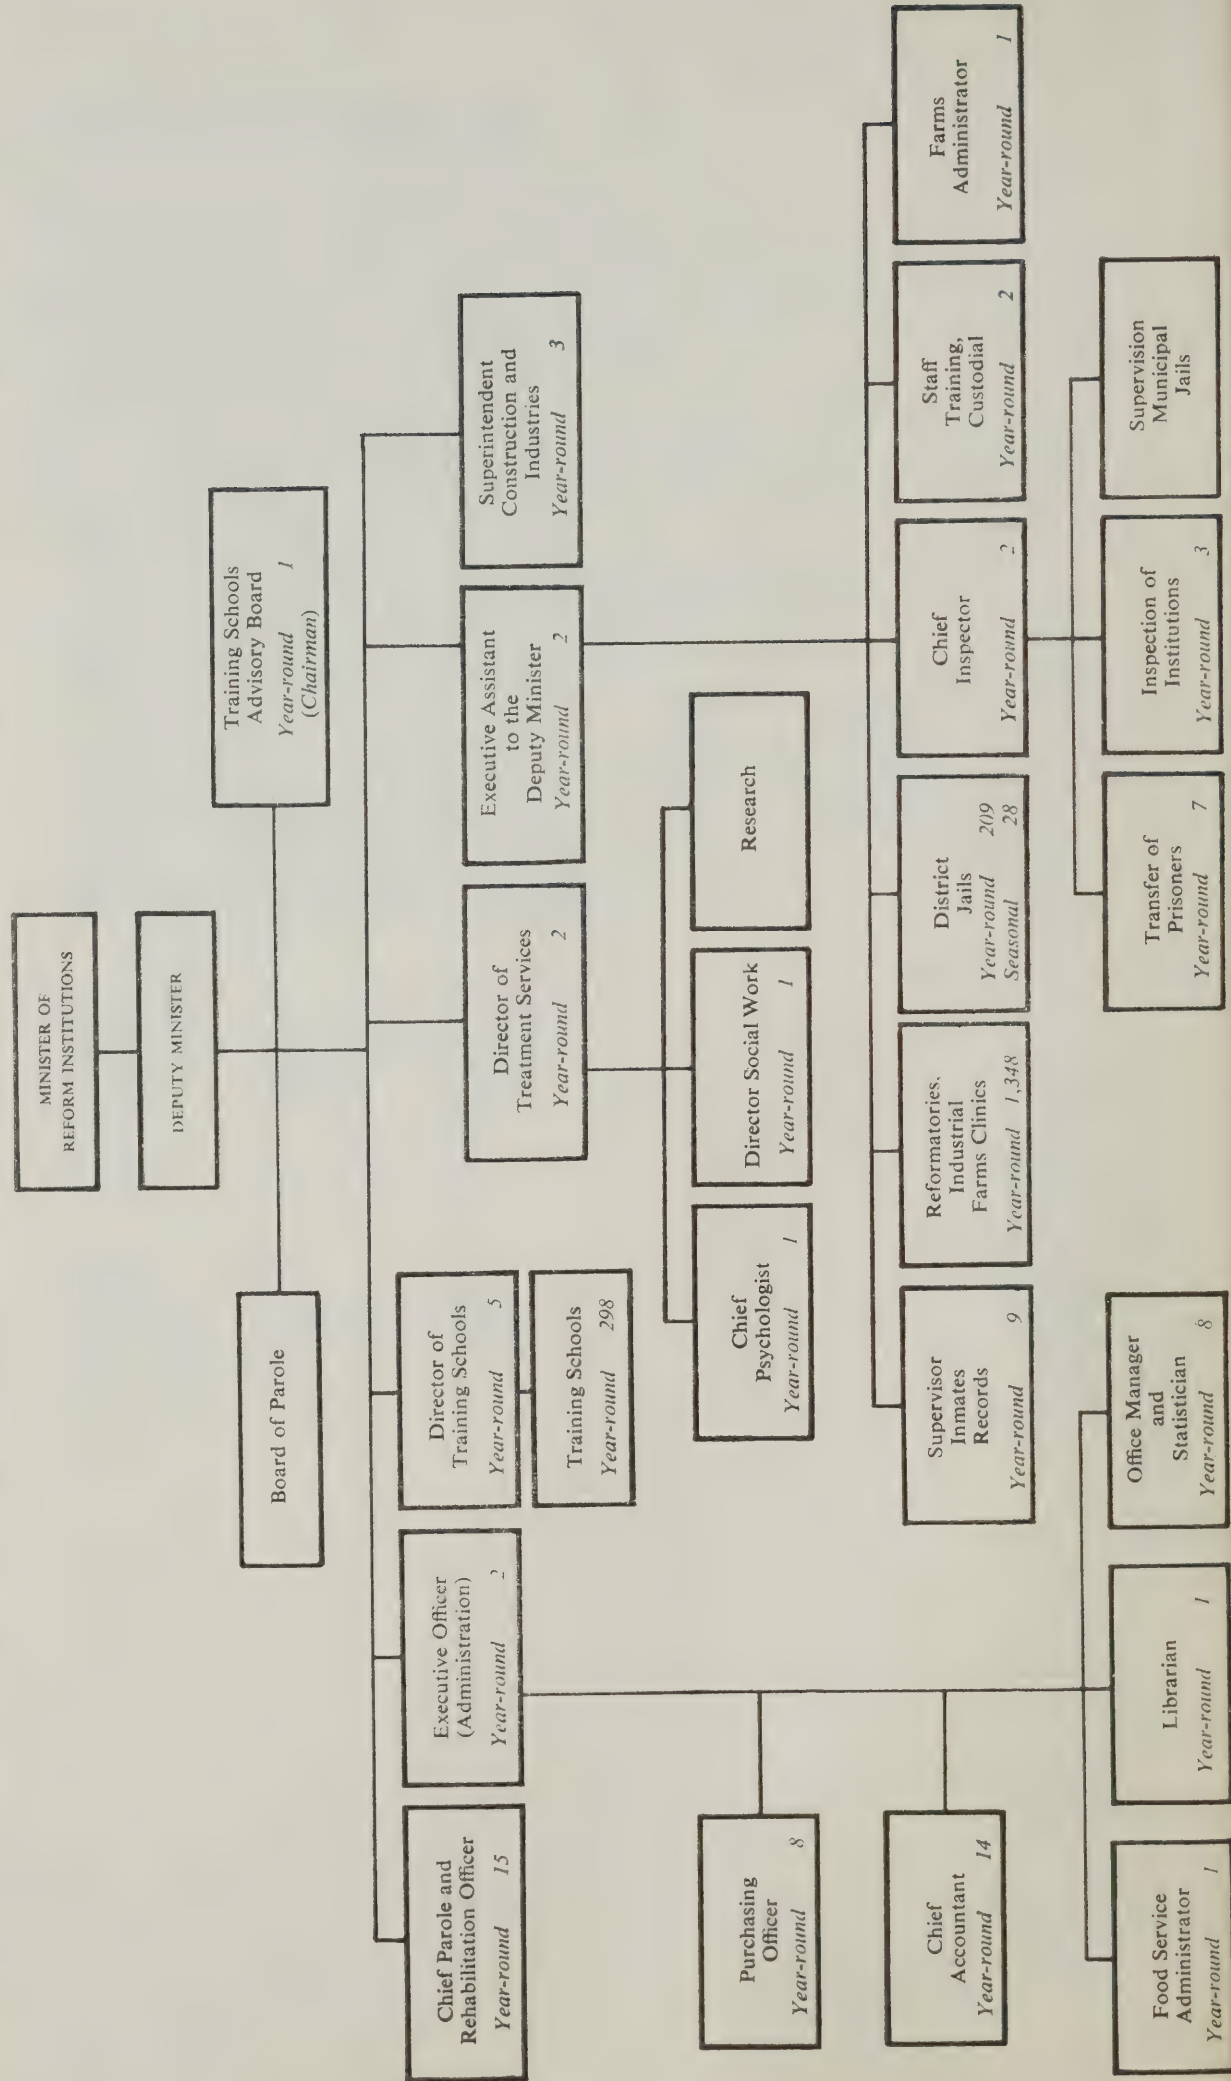 MINISTER OF
REFORM INSTITUTIONS
DEPUTY MINISTER
Board of Parole
Training Schools
Advisory Board
Year-round 1
(Chairman)
Chief Parole and
Rehabilitation Officer
Year-round 15
Executive Officer
(Administration)
Year-round 2
Director of
Training Schools
Year-round 5
Training Schools
Year-round 298
Director of
Treatment Services
Year-round 2
Executive Assistant
to the
Deputy Minister
Year-round 2
Superintendent
Construction and
Industries
Year-round 3
Purchasing
Officer
Year-round 8
Chief
Psychologist
Year-round 1
Director Social Work
Year-round 1
Research
Chief
Accountant
Year-round 14
Supervisor
Inmates
Records
Year-round 9
Reformatories.
Industrial
Farms Clinics
Year-round 1,348
District
Jails
Year-round 209
Seasonal 28
Chief
Inspector
Year-round 2
Staff
Training,
Custodial
Year-round 2
Farms
Administrator
Year-round 1
Food Service
Administrator
Year-round 1
Librarian
Year-round 1
Office Manager
and
Statistician
Year-round 8
Transfer of
Prisoners
Year-round 7
Inspection of
Institutions
Year-round 3
Supervision
Municipal
Jails